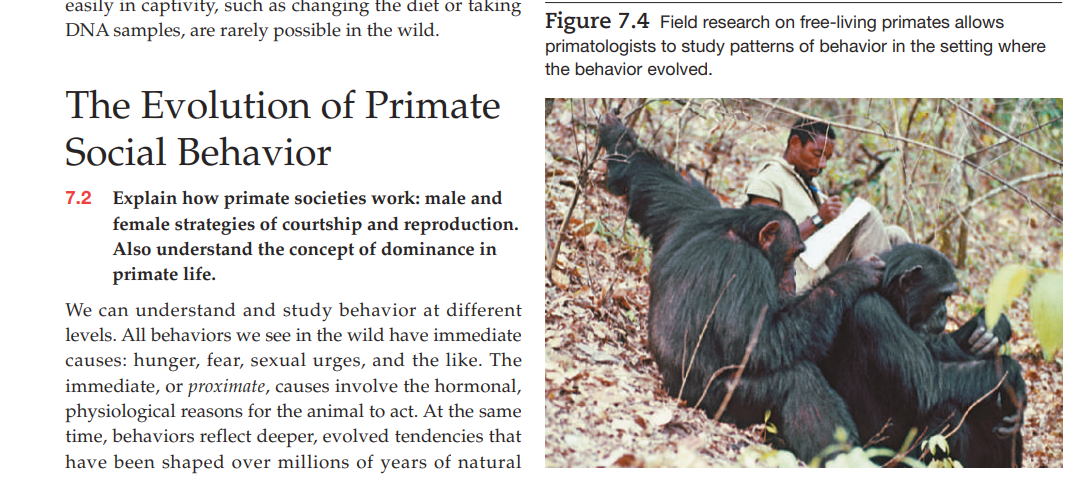 easily in captivity, such as changing the diet or taking
DNA samples, are rarely possible in the wild.
The Evolution of Primate
Social Behavior
7.2 Explain how primate societies work: male and
female strategies of courtship and reproduction.
Also understand the concept of dominance in
primate life.
We can understand and study behavior at different
levels. All behaviors we see in the wild have immediate
causes: hunger, fear, sexual urges, and the like. The
immediate, or proximate, causes involve the hormonal,
physiological reasons for the animal to act. At the same
time, behaviors reflect deeper, evolved tendencies that
have been shaped over millions of years of natural
Figure 7.4 Field research on free-living primates allows
primatologists to study patterns of behavior in the setting where
the behavior evolved.